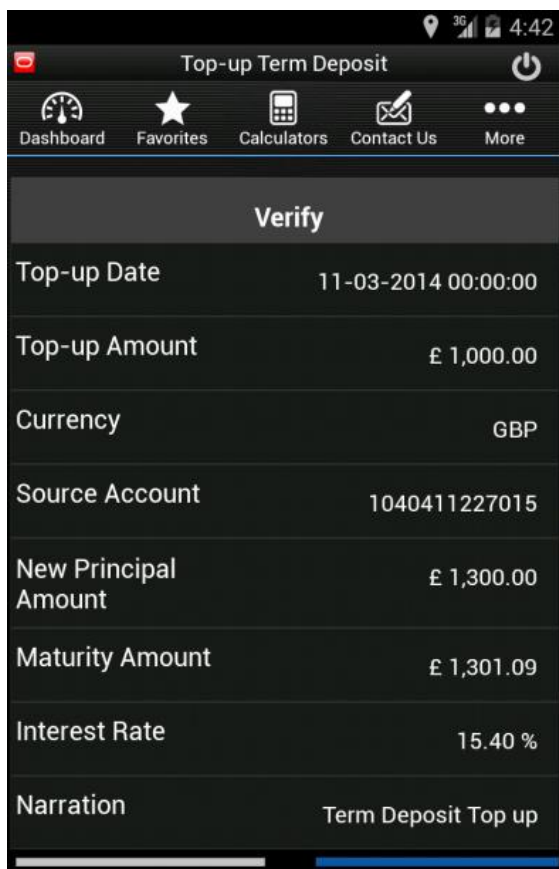 3G 4:42
Top-up Term Deposit
Dashboard Favorites Calculators Contact Us More
Verify
Top-up Date 11-03-2014 00:00:00
Top-up Amount £ 1,000.00
Currency GBP
Source Account 1040411227015
New Principal
Amount £ 1,300.00
Maturity Amount £ 1,301.09
Interest Rate 15.40 %
Narration Term Deposit Top up